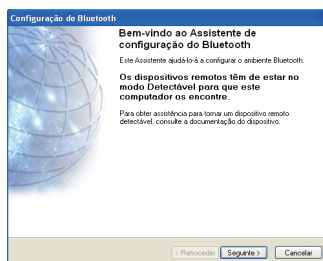 Configuração do Bluetooth
Bem-vindo ao Assistente de
configuração do Bluetooth
Este Assistente ajudá-lo-á a configurar o ambiente Bluetooth.
Os dispositivos remotos têm de estar no
modo Detectável para que este
computador os encontre.
Para obter assistência para tornar um dispositivo remoto
detectável, consulte a documentação do dispositivo.
< Retroceder Seguinte > Cancelar